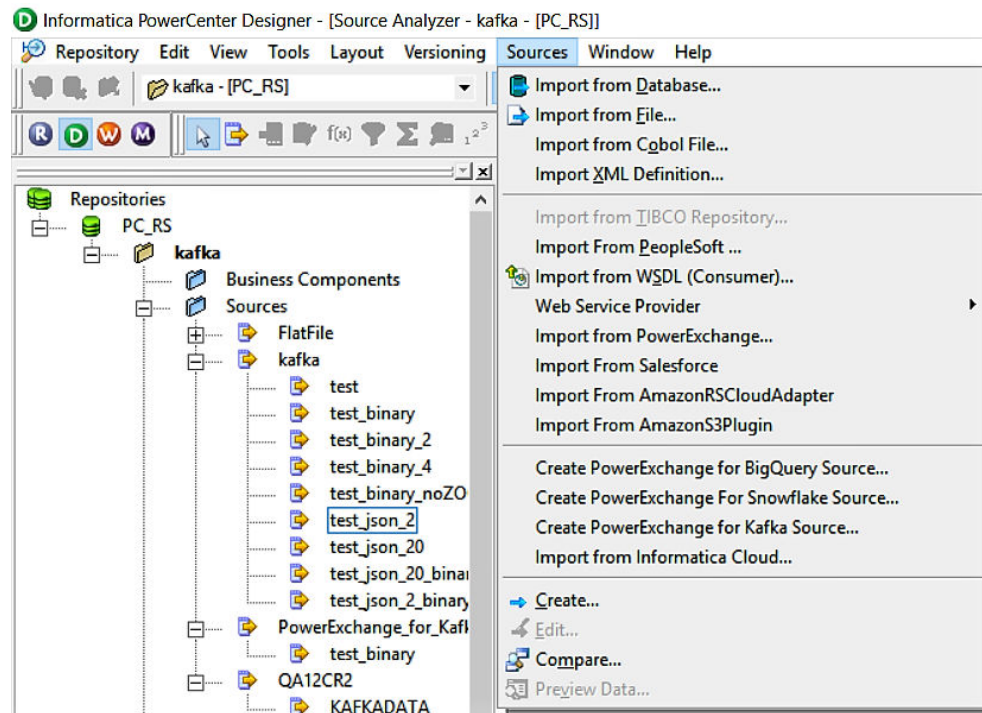 Informatica PowerCenter Designer - [Source Analyzer - kafka - [PC_RS]]
Repository Edit View Tools Layout Versioning Sources Window Help
kafka - [PC_RS]
R D W M f(x) Σ 1 2 3
Repositories
PC_RS
kafka
Business Components
Sources
FlatFile
kafka
test
test_binary
test_binary_2
test_binary_4
test_binary_noZO
test_json_2
test_json_20
test_json_20_binar
test_json_2_binary
PowerExchange_for_Kafk
test_binary
QA12CR2
KAFKADATA
Import from Database...
Import from File...
Import from Cobol File...
Import XML Definition...
Import from TIBCO Repository...
Import From PeopleSoft ...
Import from WSDL (Consumer)...
Web Service Provider
Import from PowerExchange...
Import From Salesforce
Import From AmazonRSCloudAdapter
Import From AmazonS3Plugin
Create PowerExchange for BigQuery Source...
Create PowerExchange For Snowflake Source...
Create PowerExchange for Kafka Source...
Import from Informatica Cloud...
Create...
Edit...
Compare...
Preview Data...